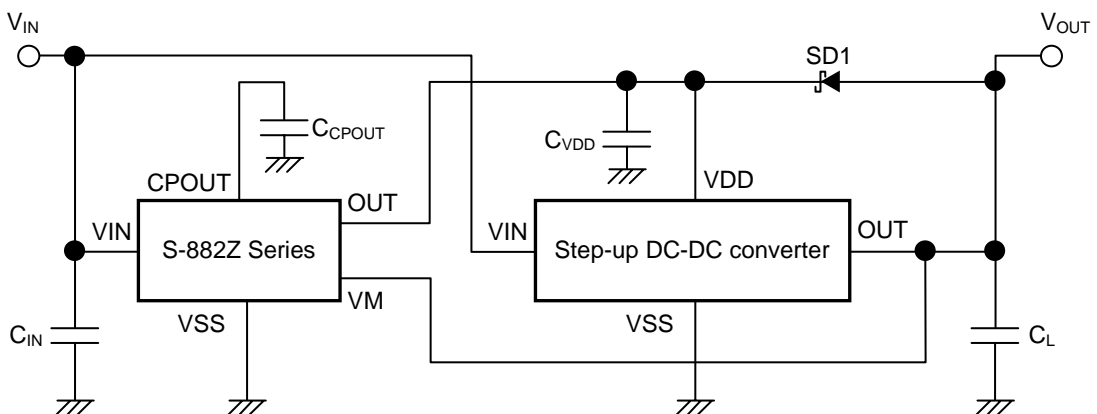 VIN
VOUT
SD1
CCPOUT
CVDD
CPOUT
OUT
VDD
VIN
S-882Z Series
VIN
Step-up DC-DC converter
OUT
VM
VSS
VSS
CIN
CL